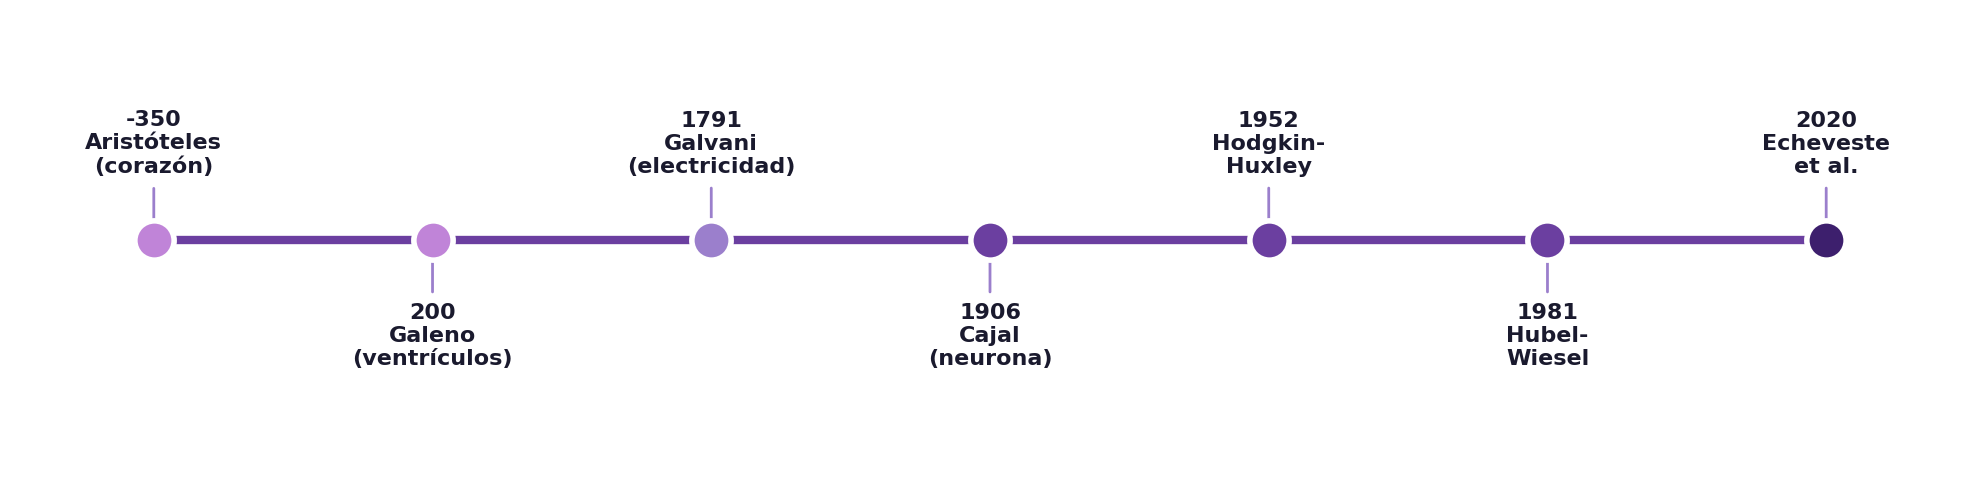 -350
Aristóteles
(corazón)
200
Galeno
(ventrículos)
1791
Galvani
(electricidad)
1906
Cajal
(neurona)
1952
Hodgkin-
Huxley
1981
Hubel-
Wiesel
2020
Echeveste
et al.